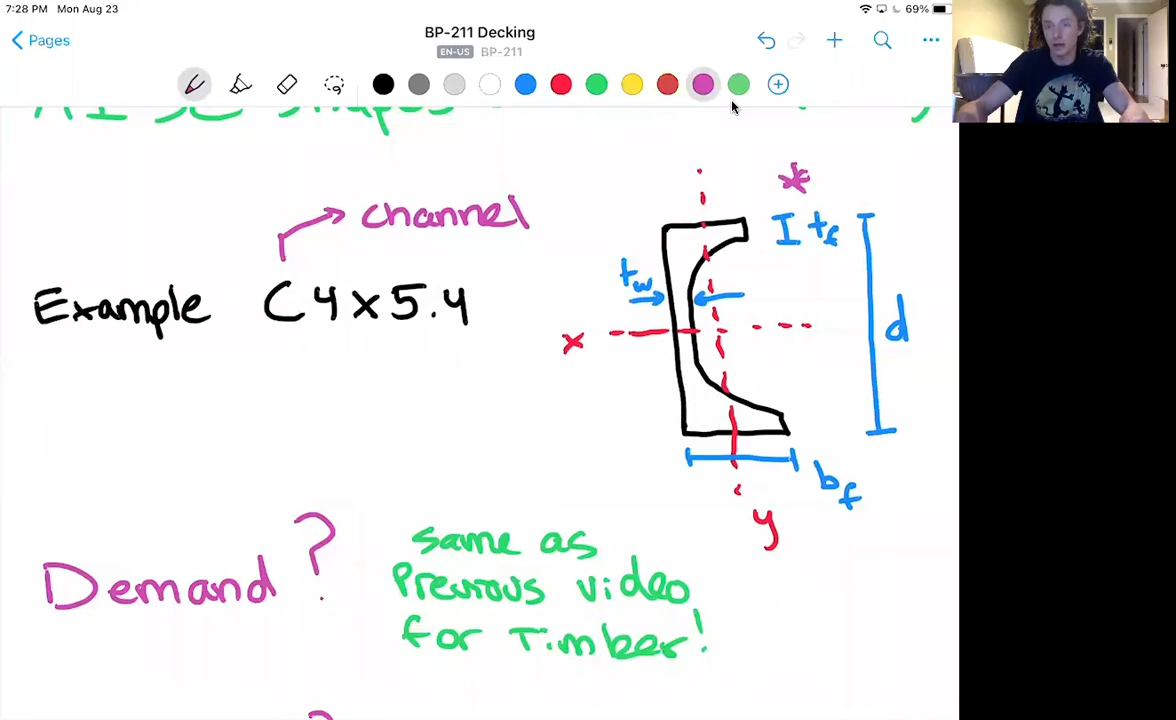 7:28 PM Mon Aug 23
69%
Pages
BP-211 Decking
EN-US BP-211
channel
Example C4x5.4
*
tf
tw
d
x
bf
y
Demand?
same as
Previous video
for Timber!